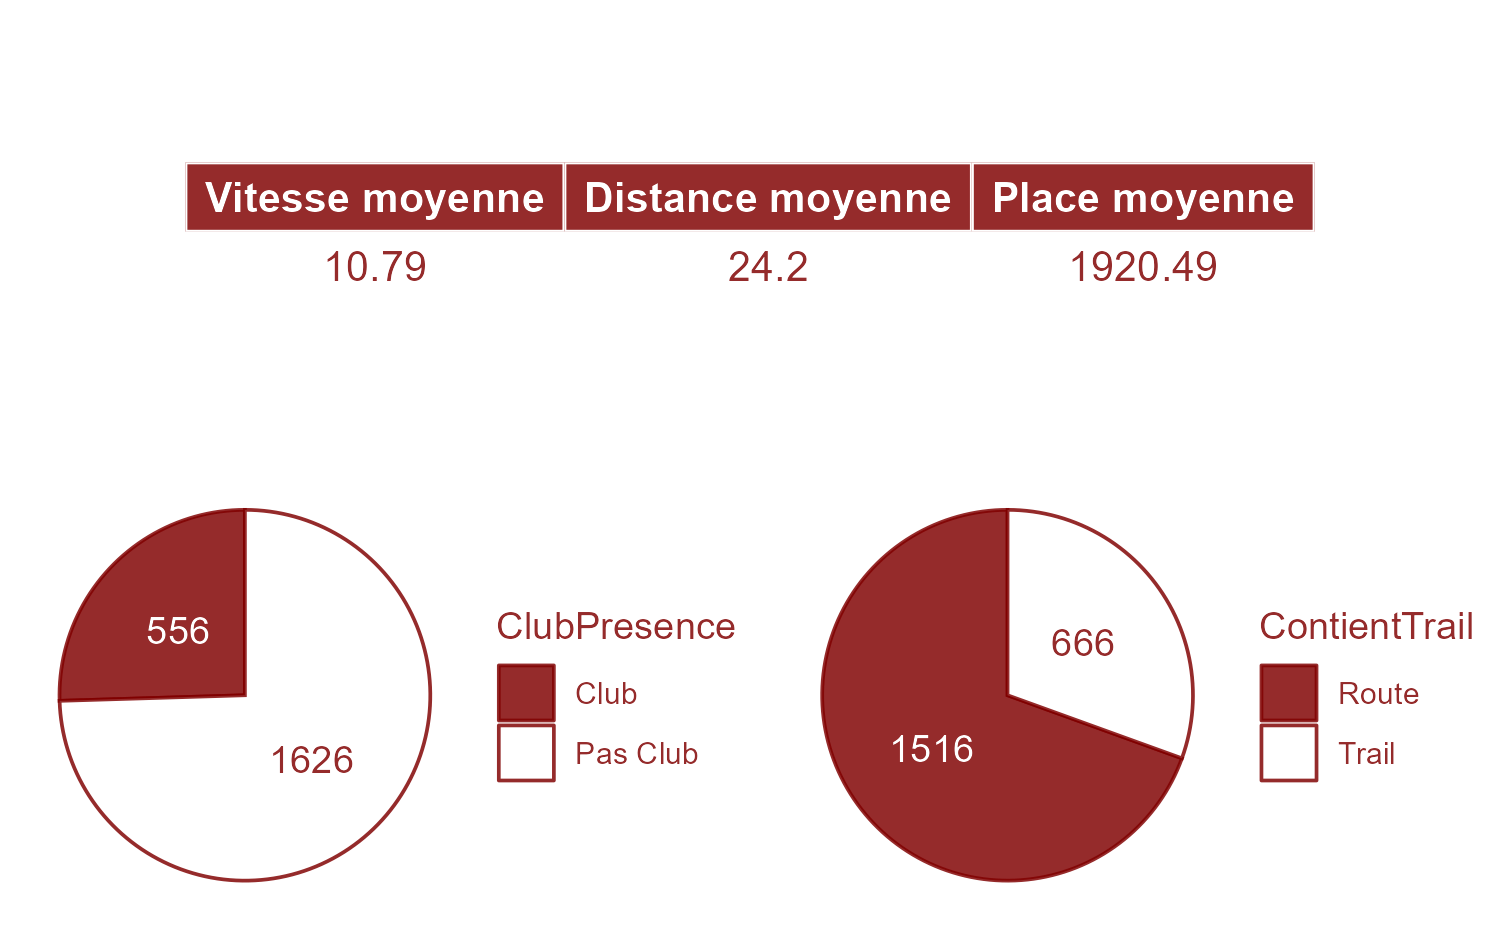 Vitesse moyenne Distance moyenne Place moyenne
10.79 24.2 1920.49
556
1626
ClubPresence
Club
Pas Club
666
1516
ContientTrail
Route
Trail